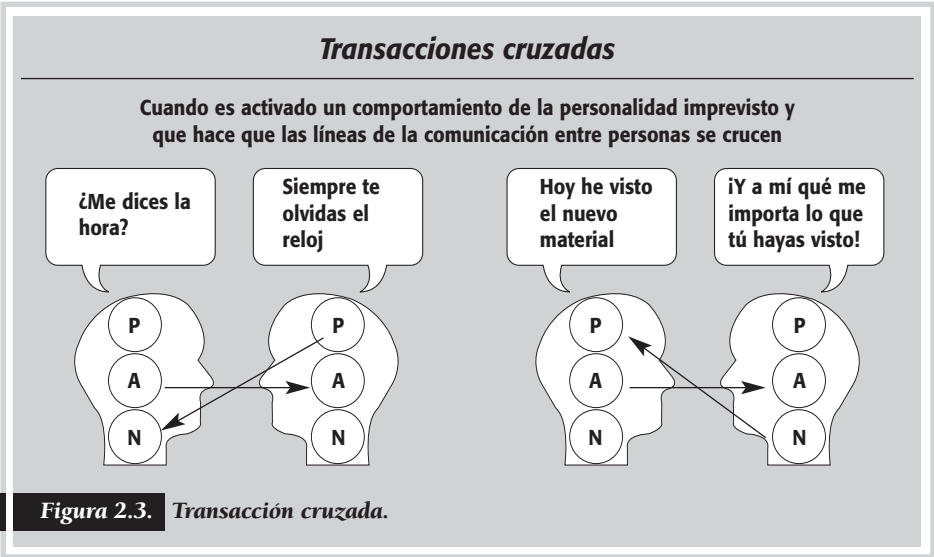 Transacciones cruzadas
Cuando es activado un comportamiento de la personalidad imprevisto y
que hace que las líneas de la comunicación entre personas se crucen
¿Me dices la
hora?
Siempre te
olvidas el
reloj
Hoy he visto
el nuevo
material
¡Y a mí qué me
importa lo que
tú hayas visto!
P
A
N
P
A
N
P
A
N
P
A
N
Figura 2.3. Transacción cruzada.